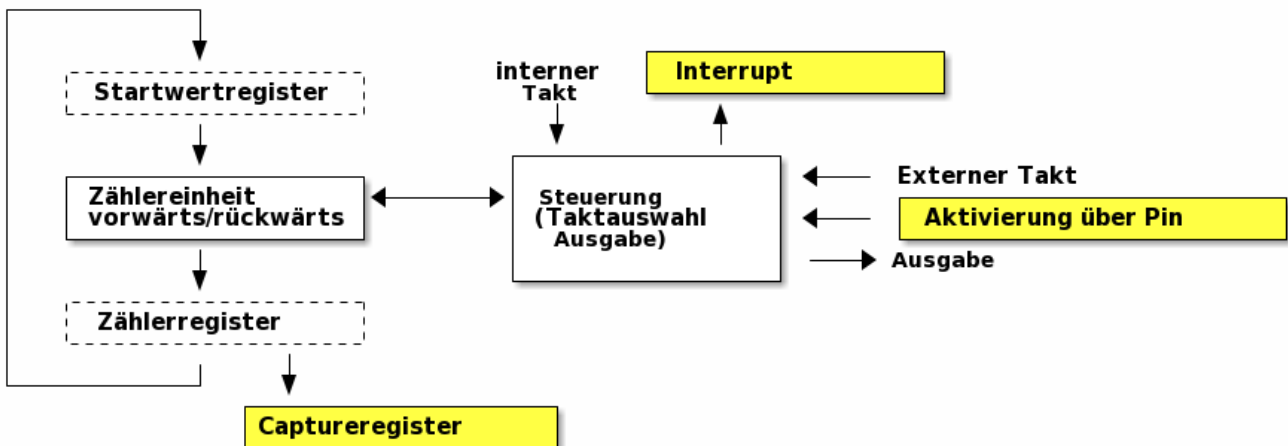 Startwertregister
Zählereinheit
vorwärts/rückwärts
Zählerregister
Captureregister
interner
Takt
Interrupt
Steuerung
(Taktauswahl
Ausgabe)
Externer Takt
Aktivierung über Pin
Ausgabe